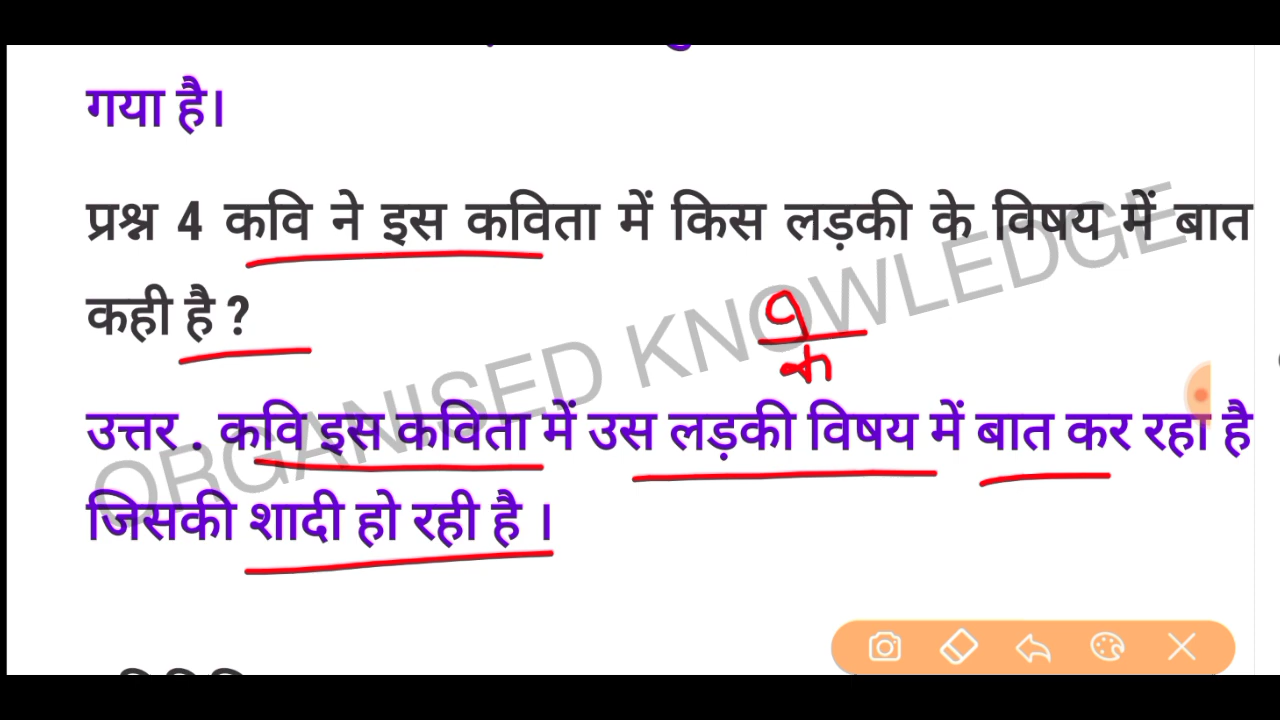 गया है।
प्रश्न 4 कवि ने इस कविता में किस लड़की के विषय में बात
कही है ?
ORGANISED KNOWLEDGE
उत्तर . कवि इस कविता में उस लड़की विषय में बात कर रहा है
जिसकी शादी हो रही है ।